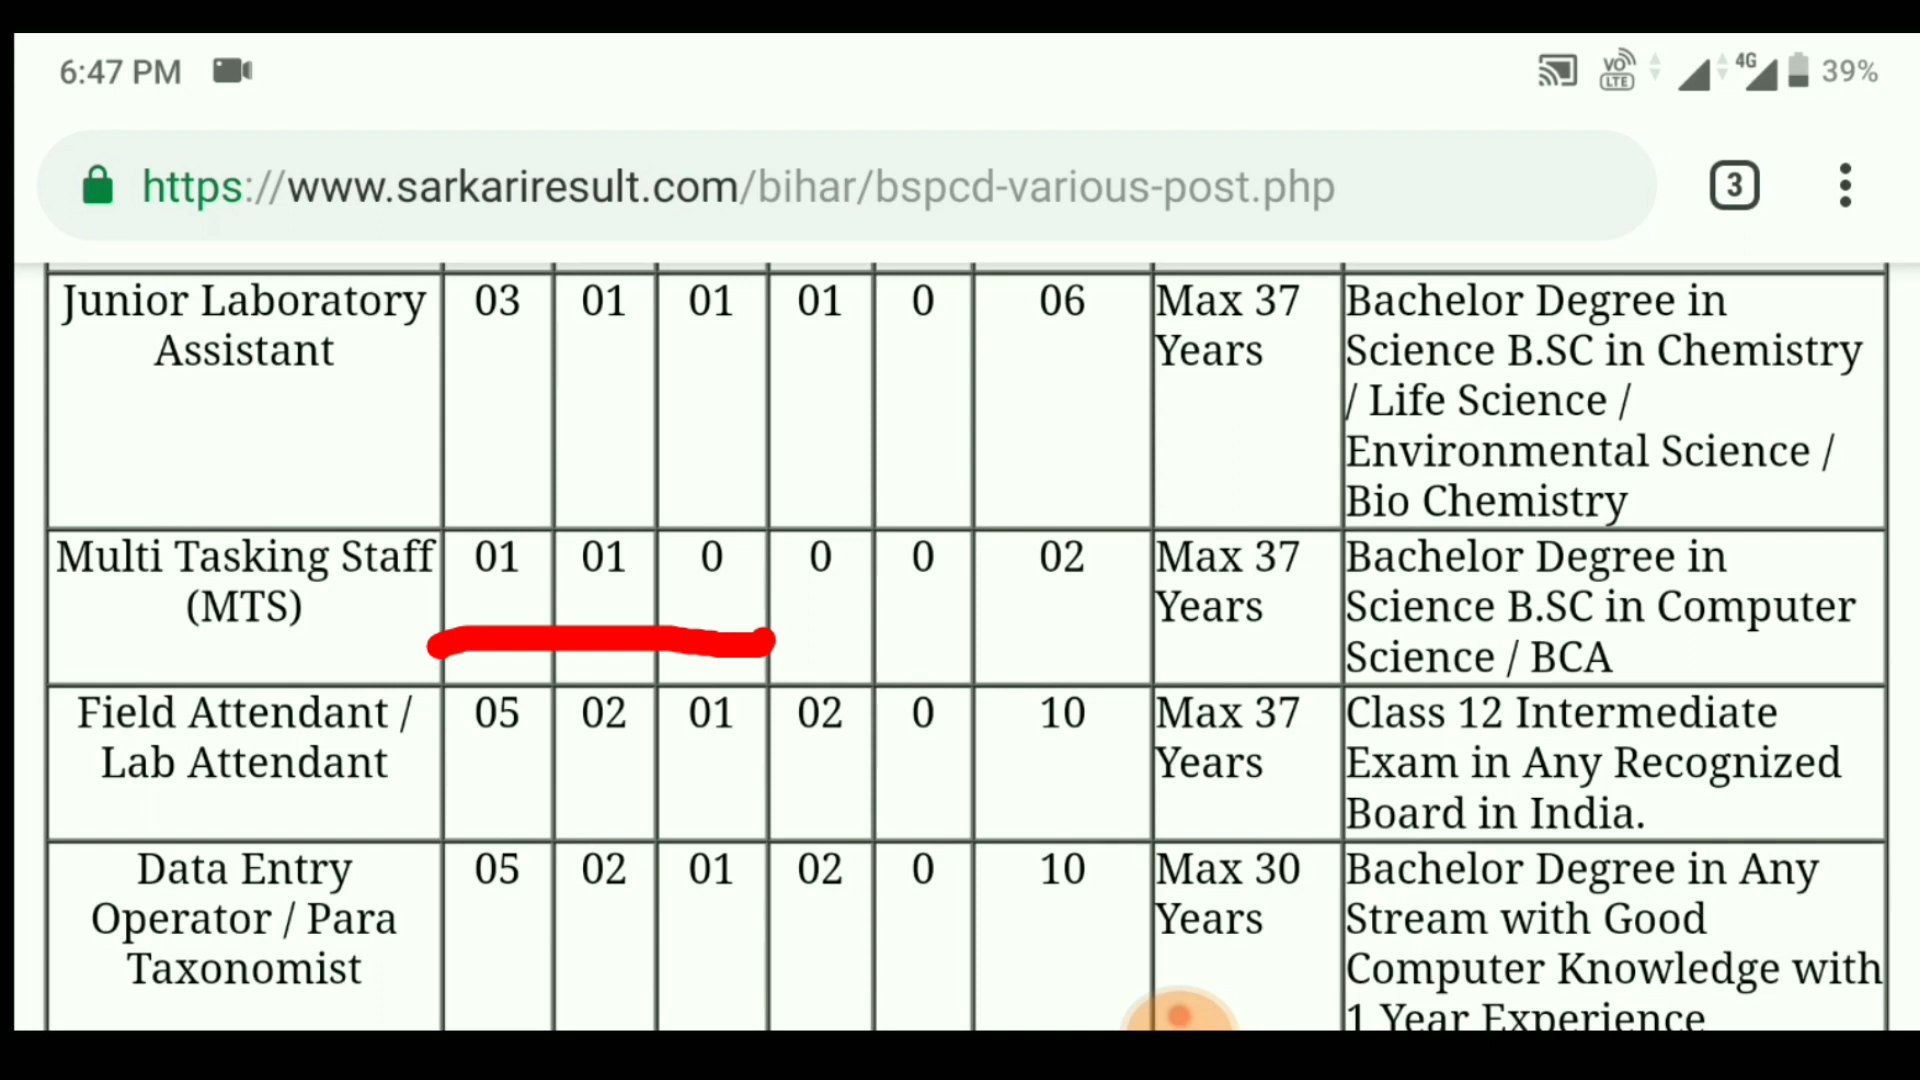 6:47 PM VO LTE 4G 39%
https://www.sarkariresult.com/bihar/bspcd-various-post.php 3
Junior Laboratory 03 01 01 01 0 06 Max 37 Bachelor Degree in
Assistant Years Science B.SC in Chemistry
/ Life Science /
Environmental Science /
Bio Chemistry
Multi Tasking Staff 01 01 0 0 0 02 Max 37 Bachelor Degree in
(MTS) Years Science B.SC in Computer
Science / BCA
Field Attendant / 05 02 01 02 0 10 Max 37 Class 12 Intermediate
Lab Attendant Years Exam in Any Recognized
Board in India.
Data Entry 05 02 01 02 0 10 Max 30 Bachelor Degree in Any
Operator / Para Years Stream with Good
Taxonomist Computer Knowledge with
1 Year Experience